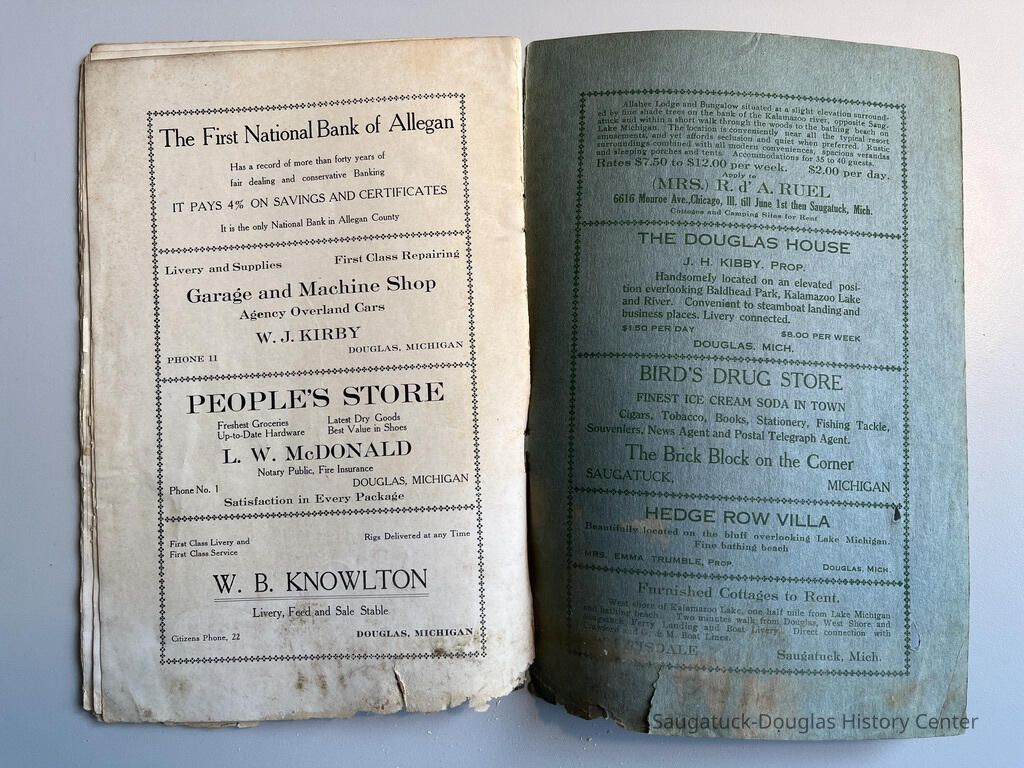 The First National Bank of Allegan
Has a record of more than forty years of
fair dealing and conservative Banking
IT PAYS 4% ON SAVINGS AND CERTIFICATES
It is the only National Bank in Allegan County
Livery and Supplies First Class Repairing
Garage and Machine Shop
Agency Overland Cars
W. J. KIRBY
PHONE 11 DOUGLAS, MICHIGAN
PEOPLE'S STORE
Freshest Groceries Latest Dry Goods
Up-to-Date Hardware Best Value in Shoes
L. W. McDONALD
Notary Public, Fire Insurance
Phone No. 1 DOUGLAS, MICHIGAN
Satisfaction in Every Package
First Class Livery and Rigs Delivered at any Time
First Class Service
W. B. KNOWLTON
Livery, Feed and Sale Stable
Citizens Phone, 22 DOUGLAS, MICHIGAN
Allahee Lodge and Bungalow situated at a slight elevation surround-
ed by fine shade trees on the bank of the Kalamazoo river, opposite Saug-
atuck and within a short walk through the woods to the bathing beach on
Lake Michigan. The location is conveniently near all the typical resort
amusements, and yet affords seclusion and quiet when preferred. Rustic
surroundings combined with all modern conveniences, spacious verandas
and sleeping porches and tents. Accommodations for 35 to 40 guests.
Rates $7.50 to $12.00 per week. $2.00 per day.
Apply to
(MRS.) R. d' A. RUEL
6616 Monroe Ave., Chicago, Ill. till June 1st then Saugatuck, Mich.
Cottages and Camping Sites for Rent
THE DOUGLAS HOUSE
J. H. KIBBY, PROP.
Handsomely located on an elevated posi-
tion everlooking Baldhead Park, Kalamazoo Lake
and River. Convenient to steamboat landing and
business places. Livery connected.
$1.50 PER DAY $8.00 PER WEEK
DOUGLAS, MICH.
BIRD'S DRUG STORE
FINEST ICE CREAM SODA IN TOWN
Cigars, Tobacco, Books, Stationery, Fishing Tackle,
Souveniers, News Agent and Postal Telegraph Agent.
The Brick Block on the Corner
SAUGATUCK, MICHIGAN
HEDGE ROW VILLA
Beautifully located on the bluff overlooking Lake Michigan.
Fine bathing beach
MRS. EMMA TRUMBLE, PROP. DOUGLAS, MICH.
Furnished Cottages to Rent.
West shore of Kalamazoo Lake, one half mile from Lake Michigan
and bathing beach. Two minutes walk from Douglas, West Shore, and
Saugatuck Ferry Landing and Boat Livery. Direct connection with
M. Boat Lines.
Saugatuck, Mich.
Saugatuck-Douglas History Center